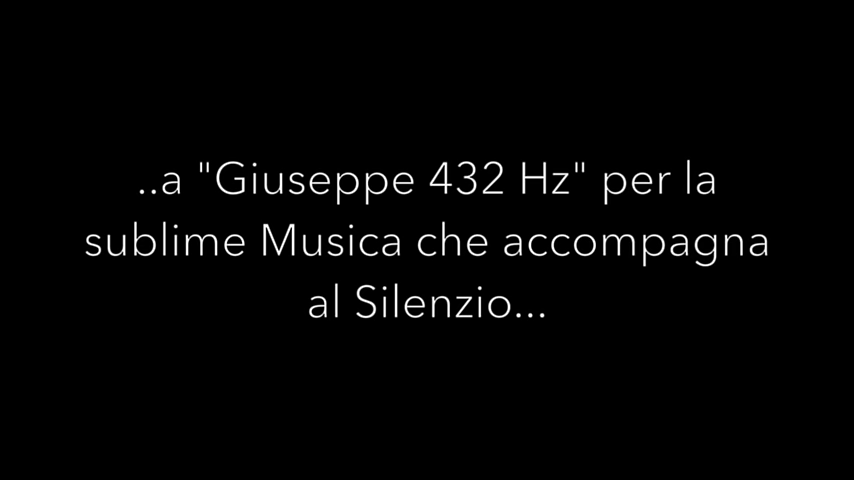 ..a "Giuseppe 432 Hz" per la
sublime Musica che accompagna
al Silenzio...